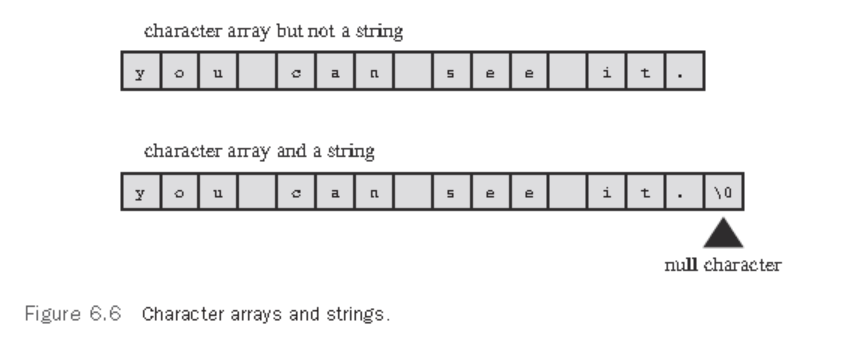 character array but not a string
y o u c a n s e e i t .
character array and a string
y o u c a n s e e i t . \0
null character
Figure 6.6 Character arrays and strings.